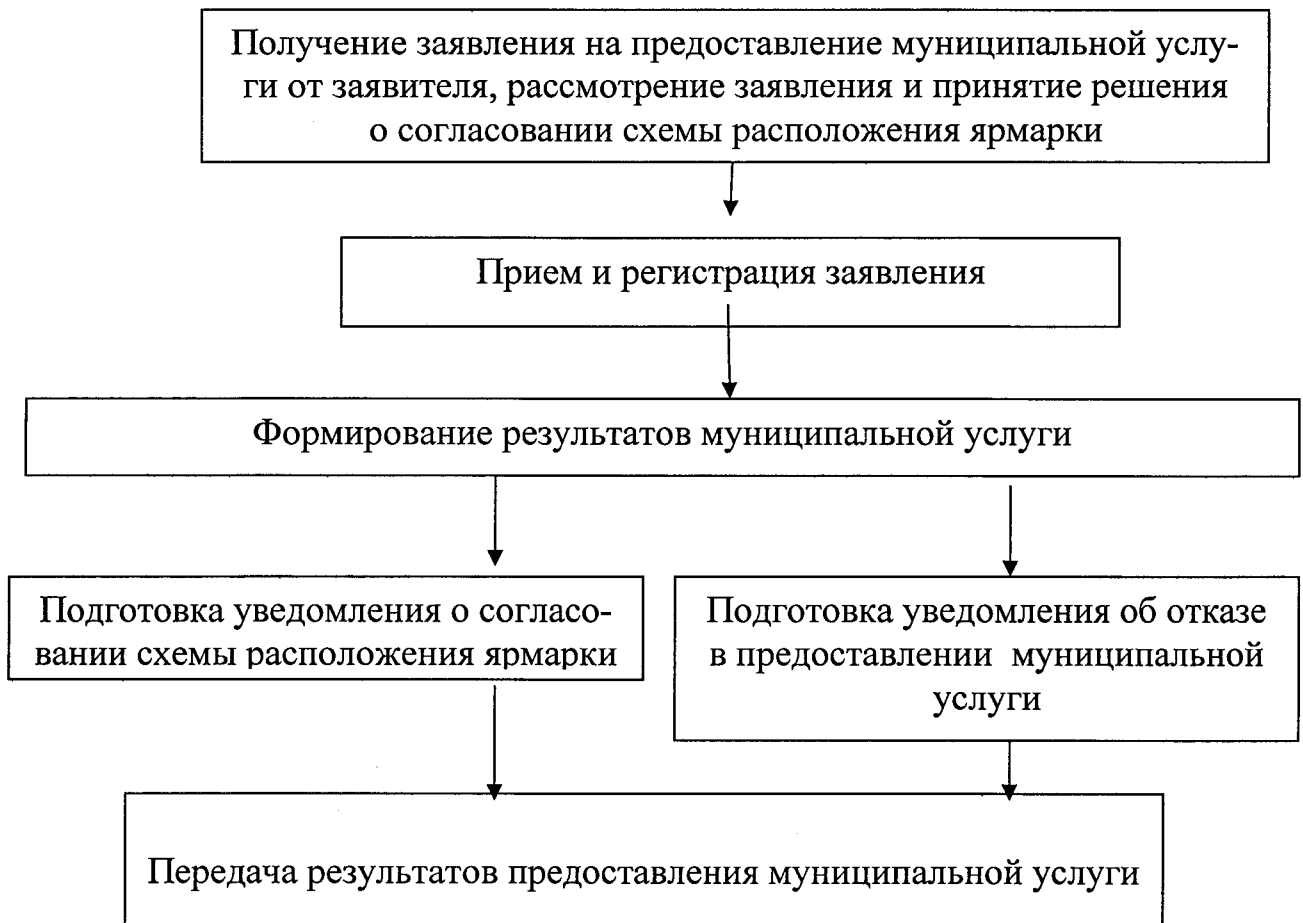 Получение заявления на предоставление муниципальной услу-
ги от заявителя, рассмотрение заявления и принятие решения
о согласовании схемы расположения ярмарки
Прием и регистрация заявления
Формирование результатов муниципальной услуги
Подготовка уведомления о согласо-
вании схемы расположения ярмарки
Подготовка уведомления об отказе
в предоставлении муниципальной
услуги
Передача результатов предоставления муниципальной услуги